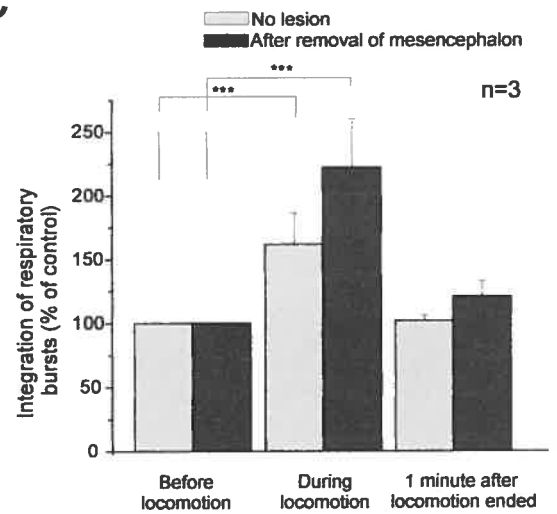 No lesion
After removal of mesencephalon
***
***
n=3
Integration of respiratory
bursts (% of control)
250
200
150
100
50
0
Before
locomotion
During
locomotion
1 minute after
locomotion ended